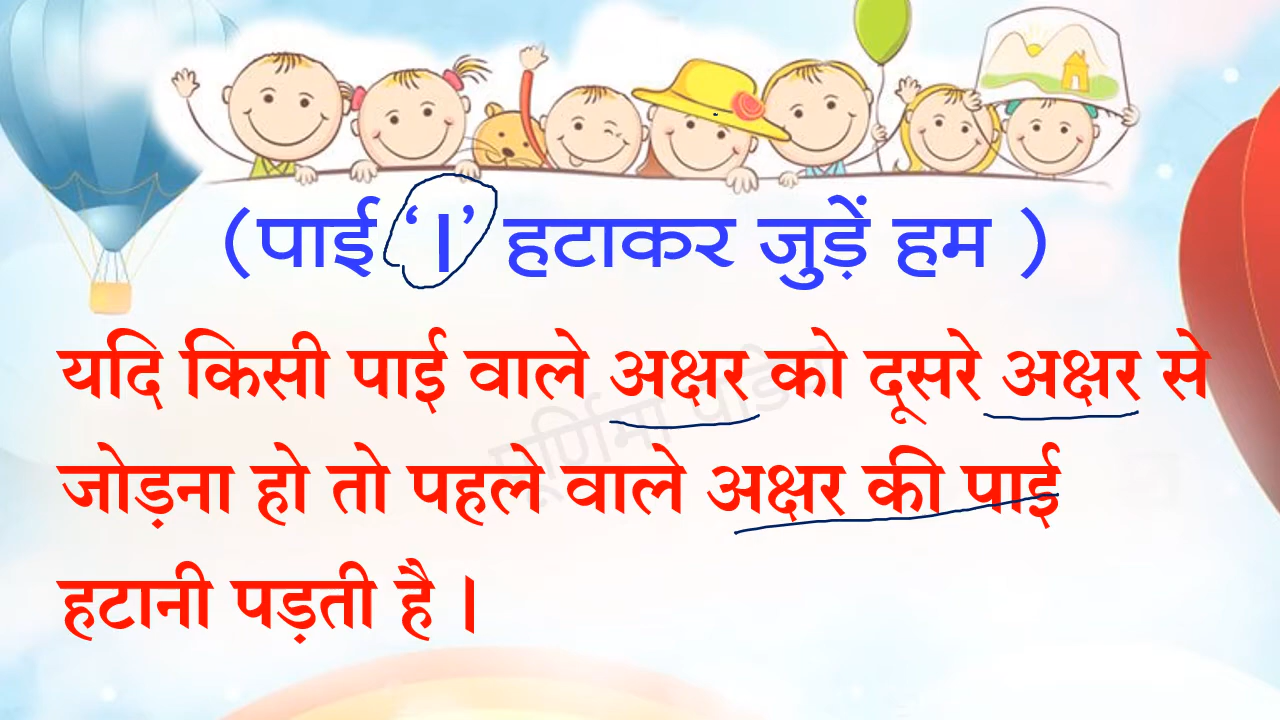 (पाई ‘।’ हटाकर जुड़ें हम )
यदि किसी पाई वाले अक्षर को दूसरे अक्षर से
जोड़ना हो तो पहले वाले अक्षर की पाई
हटानी पड़ती है ।
पूर्णिमा पांडे